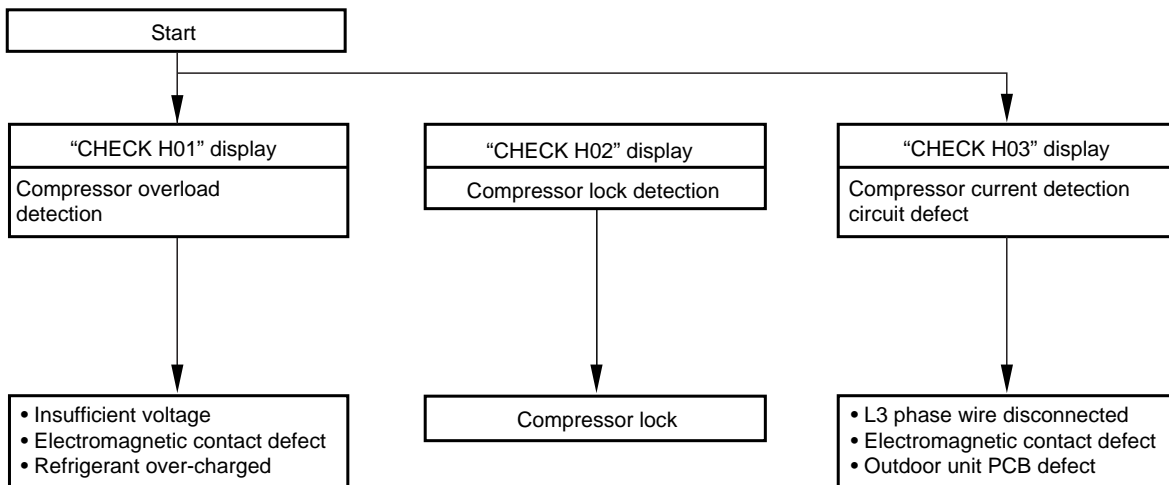 Start
“CHECK H01” display
Compressor overload
detection
• Insufficient voltage
• Electromagnetic contact defect
• Refrigerant over-charged
“CHECK H02” display
Compressor lock detection
Compressor lock
“CHECK H03” display
Compressor current detection
circuit defect
• L3 phase wire disconnected
• Electromagnetic contact defect
• Outdoor unit PCB defect